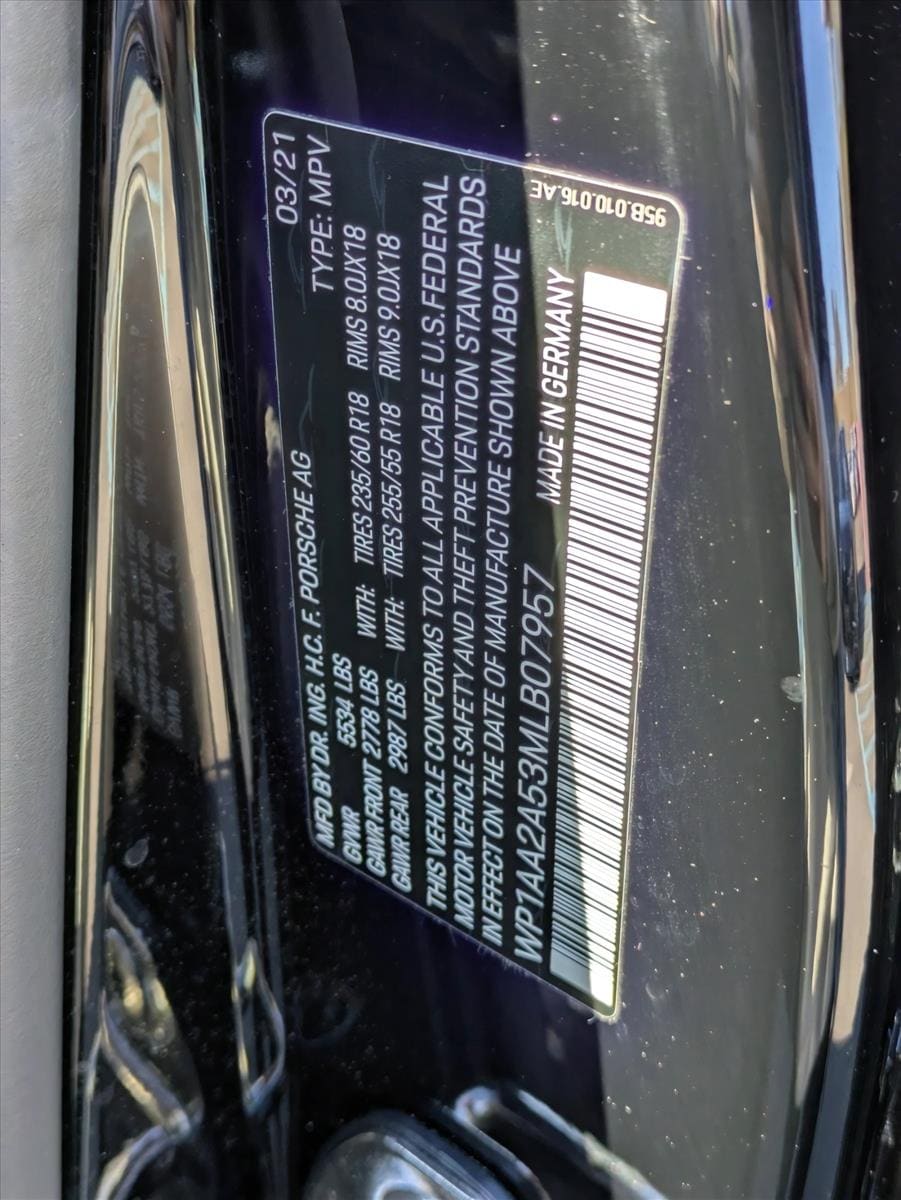 03/21
MFD BY DR. ING. H.C. F. PORSCHE AG TYPE: MPV
GVWR 5534 LBS
GAWR FRONT 2778 LBS WITH: TIRES 235/60 R18 RIMS 8.0JX18
GAWR REAR 2987 LBS WITH: TIRES 255/55 R18 RIMS 9.0JX18
THIS VEHICLE CONFORMS TO ALL APPLICABLE U.S. FEDERAL
MOTOR VEHICLE SAFETY AND THEFT PREVENTION STANDARDS
IN EFFECT ON THE DATE OF MANUFACTURE SHOWN ABOVE
WP1AA2A53MLB07957 MADE IN GERMANY
95B.010.016.AE